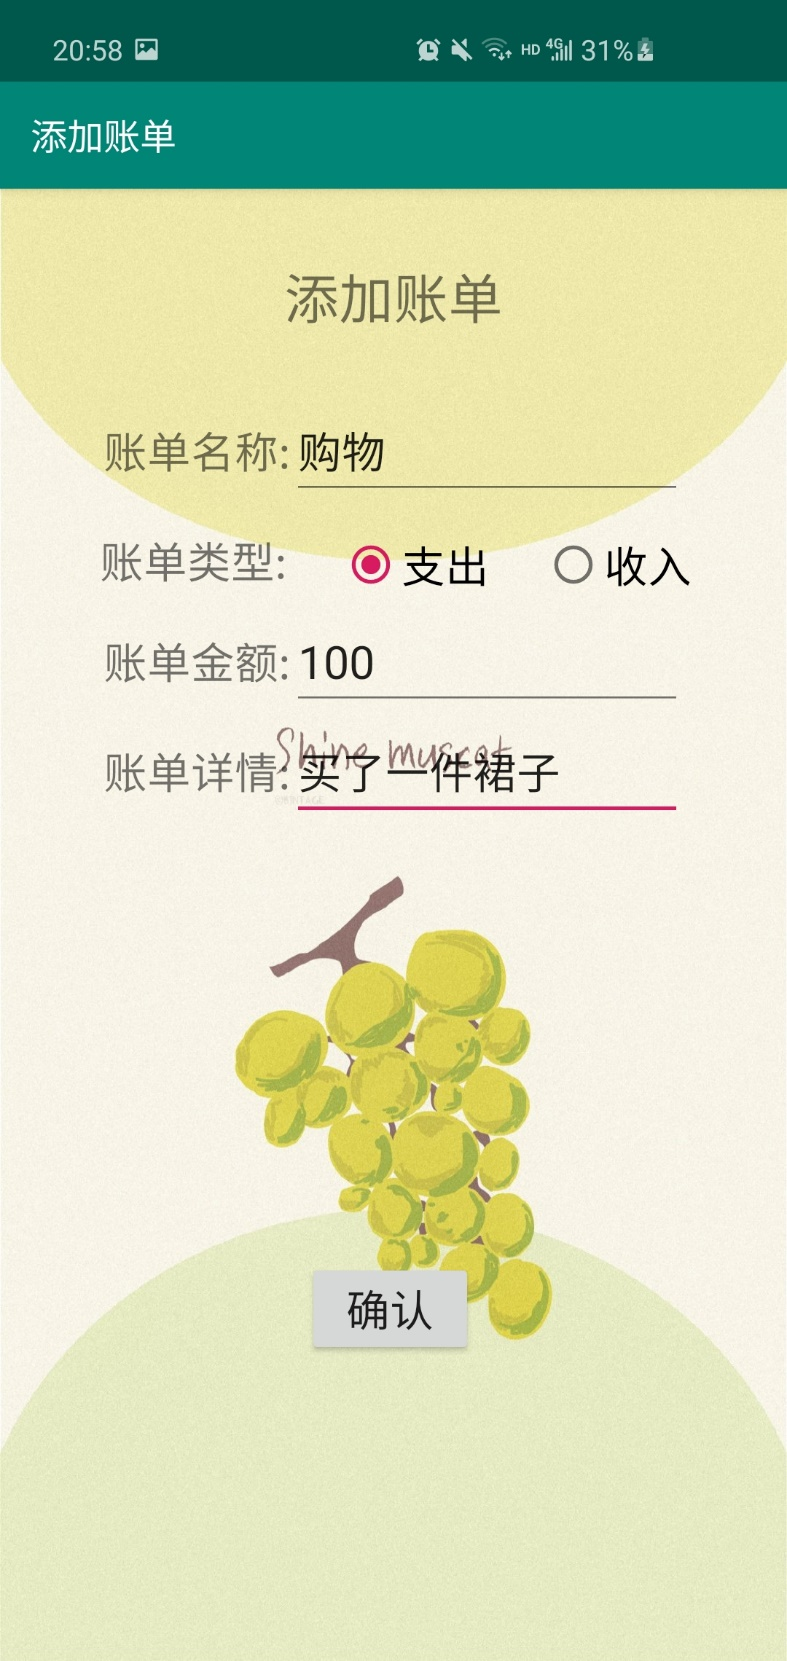 20:58 HD 4G 31%
添加账单
添加账单
账单名称: 购物
账单类型: 支出 收入
账单金额: 100
Shine muscat
账单详情: 买了一件裙子
确认